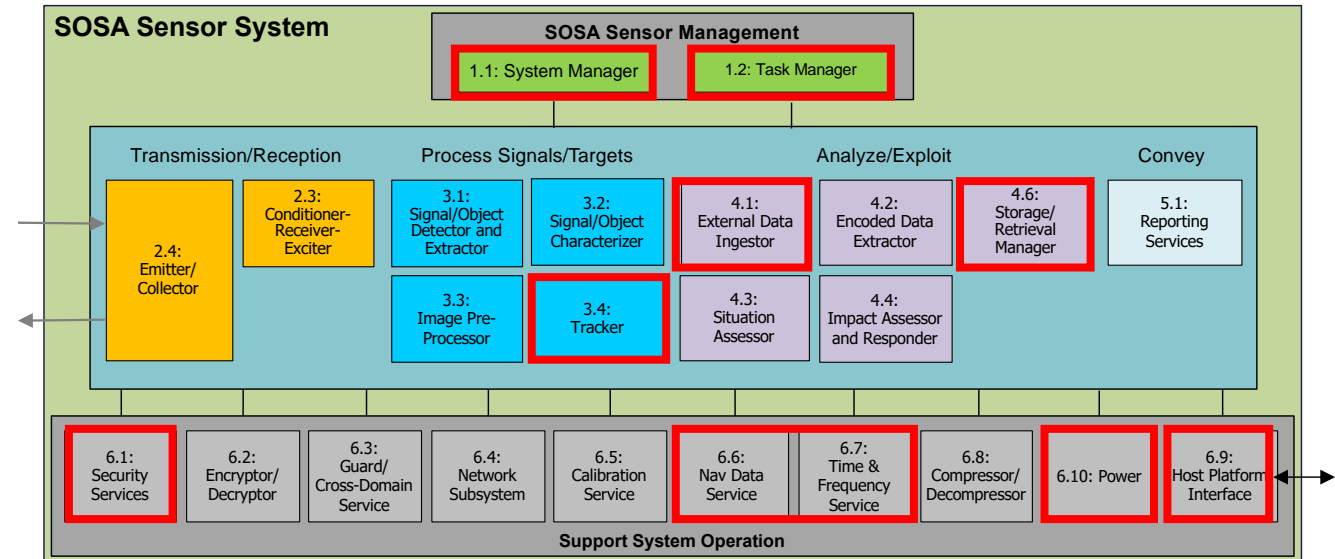 SOSA Sensor System
SOSA Sensor Management
1.1: System Manager
1.2: Task Manager
Transmission/Reception
Process Signals/Targets
Analyze/Exploit
Convey
2.4:
Emitter/
Collector
2.3:
Conditioner-
Receiver-
Exciter
3.1:
Signal/Object
Detector and
Extractor
3.2:
Signal/Object
Characterizer
4.1:
External Data
Ingestor
4.2:
Encoded Data
Extractor
4.6:
Storage/
Retrieval
Manager
5.1:
Reporting
Services
3.3:
Image Pre-
Processor
3.4:
Tracker
4.3:
Situation
Assessor
4.4:
Impact Assessor
and Responder
6.1:
Security
Services
6.2:
Encryptor/
Decryptor
6.3:
Guard/
Cross-Domain
Service
6.4:
Network
Subsystem
6.5:
Calibration
Service
6.6:
Nav Data
Service
6.7:
Time &
Frequency
Service
6.8:
Compressor/
Decompressor
6.10: Power
6.9:
Host Platform
Interface
Support System Operation